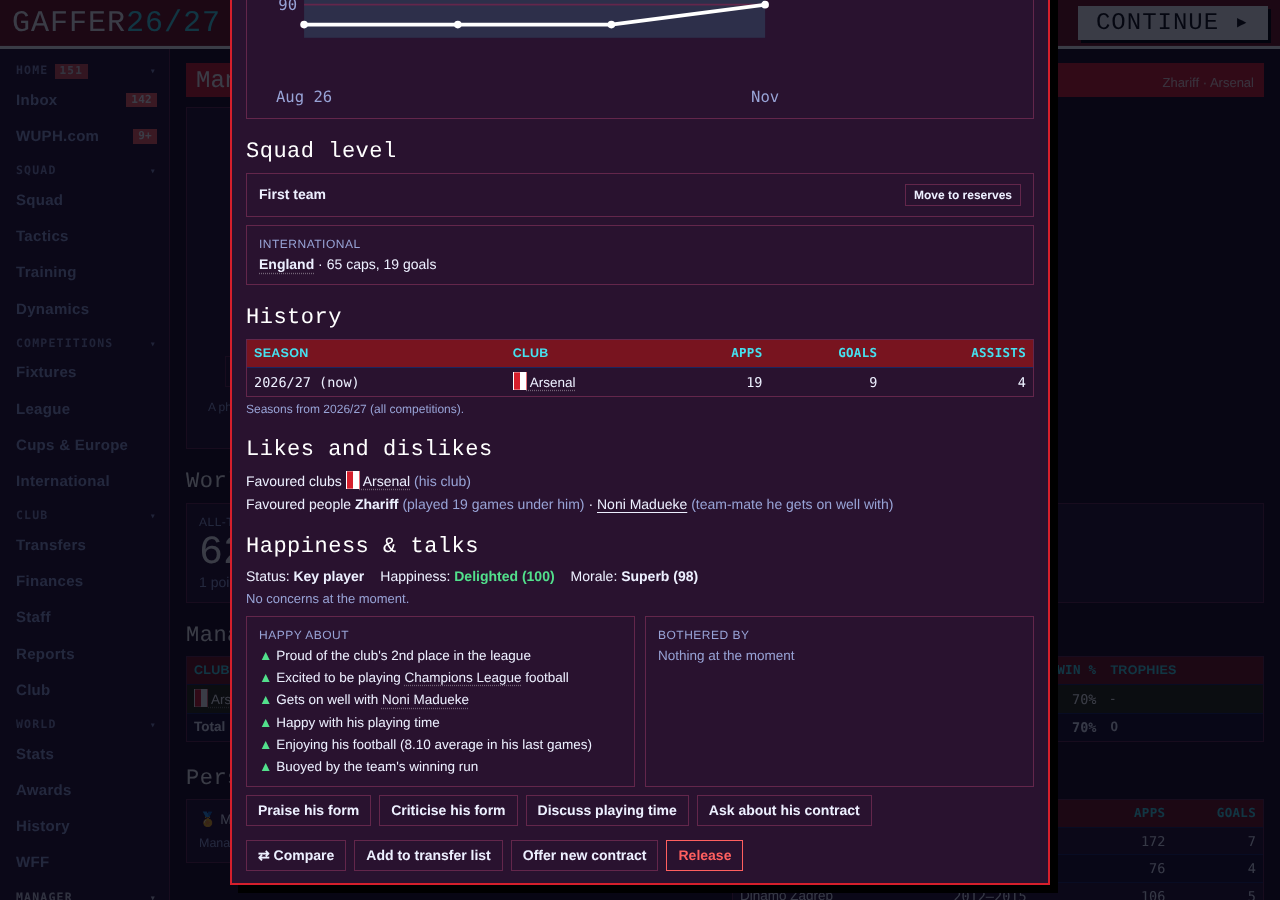 GAFFER26/27
CONTINUE ▶
HOME 151
Inbox 142
WUPH.com 9+
SQUAD
Squad
Tactics
Training
Dynamics
COMPETITIONS
Fixtures
League
Cups & Europe
International
CLUB
Transfers
Finances
Staff
Reports
Club
WORLD
Stats
Awards
History
WFF
MANAGER
Zhariff · Arsenal
90
Aug 26 Nov
Squad level
First team Move to reserves
INTERNATIONAL
England · 65 caps, 19 goals
History
SEASON CLUB APPS GOALS ASSISTS
2026/27 (now) Arsenal 19 9 4
Seasons from 2026/27 (all competitions).
Likes and dislikes
Favoured clubs Arsenal (his club)
Favoured people Zhariff (played 19 games under him) · Noni Madueke (team-mate he gets on well with)
Happiness & talks
Status: Key player Happiness: Delighted (100) Morale: Superb (98)
No concerns at the moment.
HAPPY ABOUT
▲ Proud of the club's 2nd place in the league
▲ Excited to be playing Champions League football
▲ Gets on well with Noni Madueke
▲ Happy with his playing time
▲ Enjoying his football (8.10 average in his last games)
▲ Buoyed by the team's winning run
BOTHERED BY
Nothing at the moment
Praise his form Criticise his form Discuss playing time Ask about his contract
⇄ Compare Add to transfer list Offer new contract Release
CLUB
Total
WIN % TROPHIES
70% -
70% 0
APPS GOALS
172 7
76 4
Dinamo Zagreb 2012–2015 106 5